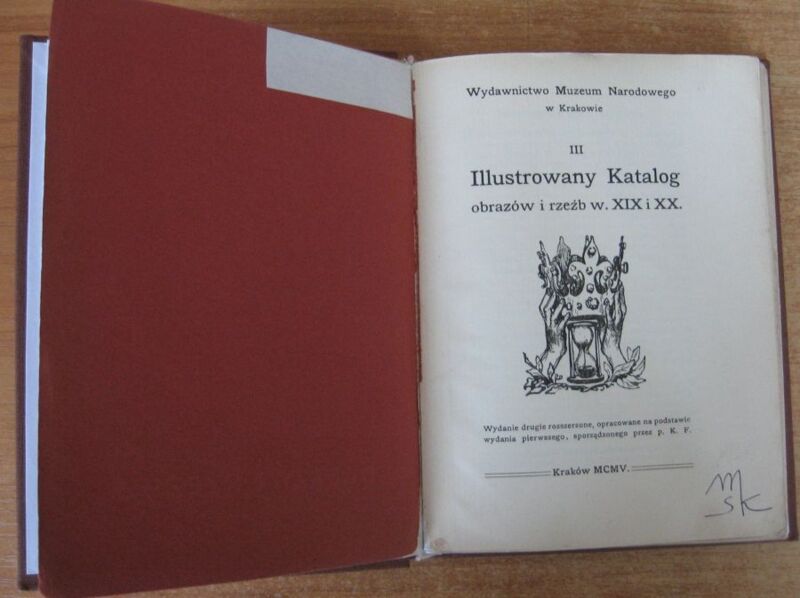 Wydawnictwo Muzeum Narodowego
w Krakowie
III
Illustrowany Katalog
obrazów i rzeźb w. XIX i XX.
Wydanie drugie rozszerzone, opracowane na podstawie
wydania pierwszego, sporządzonego przez p. K. F.
Kraków MCMV.
M
SK